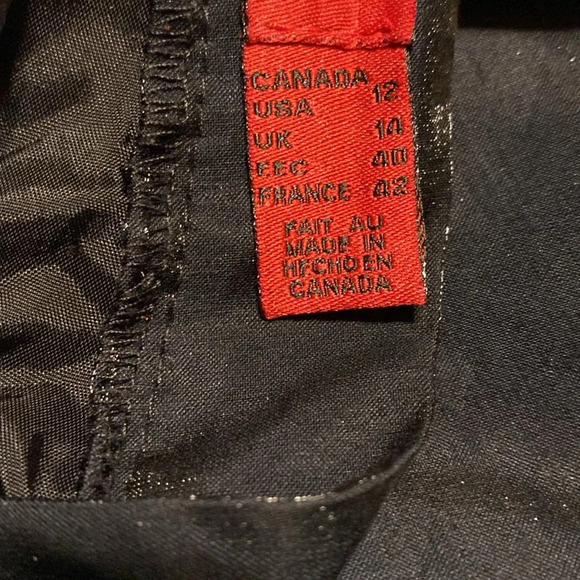 CANADA
USA 12
UK 14
EEC 40
FRANCE 42
FAIT AU
MADE IN
HECHO EN
CANADA